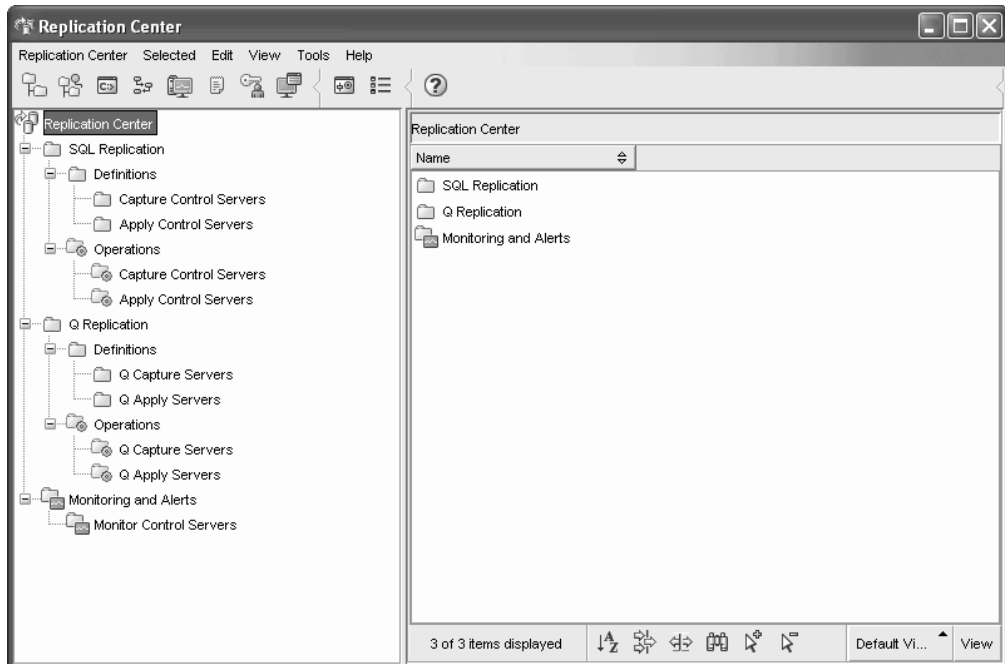 Replication Center
Replication Center Selected Edit View Tools Help
Replication Center
SQL Replication
Definitions
Capture Control Servers
Apply Control Servers
Operations
Capture Control Servers
Apply Control Servers
Q Replication
Definitions
Q Capture Servers
Q Apply Servers
Operations
Q Capture Servers
Q Apply Servers
Monitoring and Alerts
Monitor Control Servers
Replication Center
Name
SQL Replication
Q Replication
Monitoring and Alerts
3 of 3 items displayed Default Vi... View